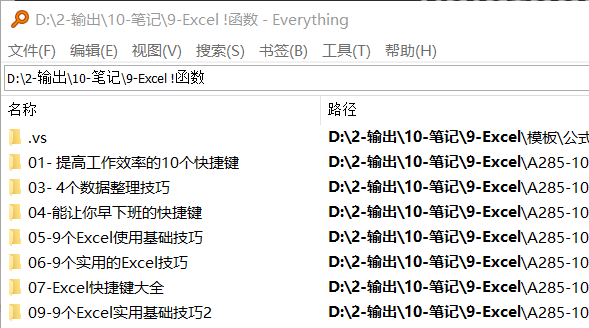 D:\2-输出\10-笔记\9-Excel !函数 - Everything
文件(F) 编辑(E) 视图(V) 搜索(S) 书签(B) 工具(T) 帮助(H)
D:\2-输出\10-笔记\9-Excel !函数
名称 路径
.vs D:\2-输出\10-笔记\9-Excel\模板\公式
01- 提高工作效率的10个快捷键 D:\2-输出\10-笔记\9-Excel\A285-10
03- 4个数据整理技巧 D:\2-输出\10-笔记\9-Excel\A285-10
04-能让你早下班的快捷键 D:\2-输出\10-笔记\9-Excel\A285-10
05-9个Excel使用基础技巧 D:\2-输出\10-笔记\9-Excel\A285-10
06-9个实用的Excel技巧 D:\2-输出\10-笔记\9-Excel\A285-10
07-Excel快捷键大全 D:\2-输出\10-笔记\9-Excel\A285-10
09-9个Excel实用基础技巧2 D:\2-输出\10-笔记\9-Excel\A285-10